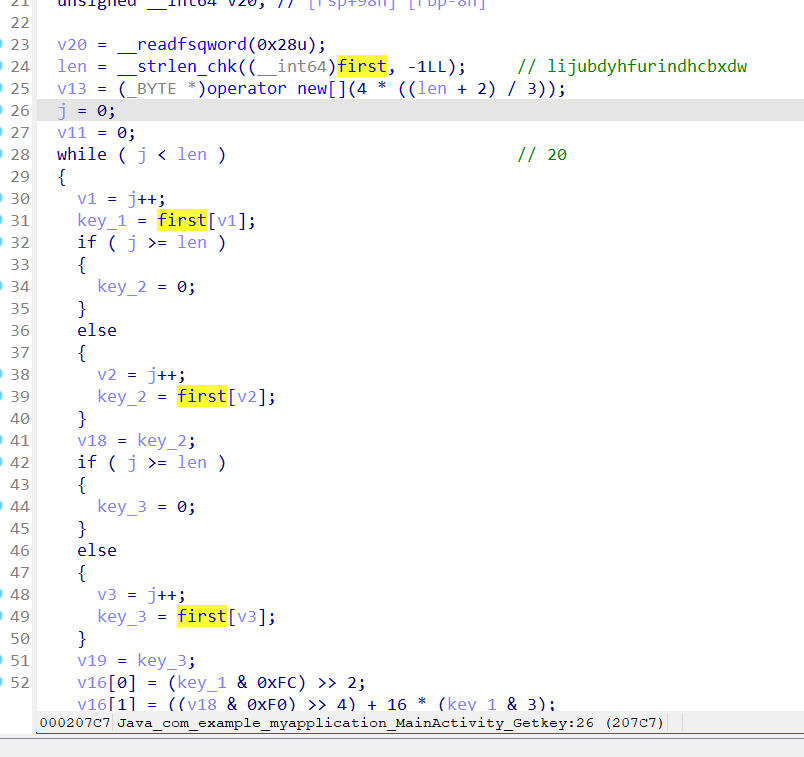 21 unsigned __int64 v20; // [rsp+98h] [rbp-8h]
22
23 v20 = __readfsqword(0x28u);
24 len = __strlen_chk((__int64)first, -1LL); // lijubdyhfurindhcbxdw
25 v13 = (_BYTE *)operator new[](4 * ((len + 2) / 3));
26 j = 0;
27 v11 = 0;
28 while ( j < len ) // 20
29 {
30 v1 = j++;
31 key_1 = first[v1];
32 if ( j >= len )
33 {
34 key_2 = 0;
35 }
36 else
37 {
38 v2 = j++;
39 key_2 = first[v2];
40 }
41 v18 = key_2;
42 if ( j >= len )
43 {
44 key_3 = 0;
45 }
46 else
47 {
48 v3 = j++;
49 key_3 = first[v3];
50 }
51 v19 = key_3;
52 v16[0] = (key_1 & 0xFC) >> 2;
v16[1] = ((v18 & 0xF0) >> 4) + 16 * (key_1 & 3);
000207C7 Java_com_example_myapplication_MainActivity_Getkey:26 (207C7)